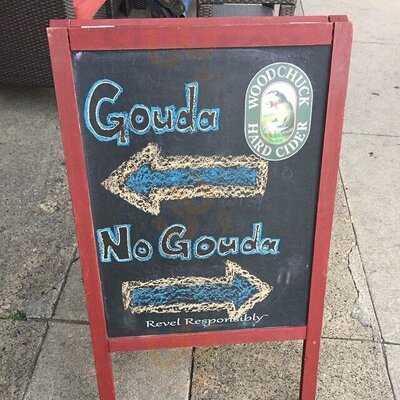 WOODCHUCK
HARD CIDER
Gouda
No Gouda
Revel Responsibly